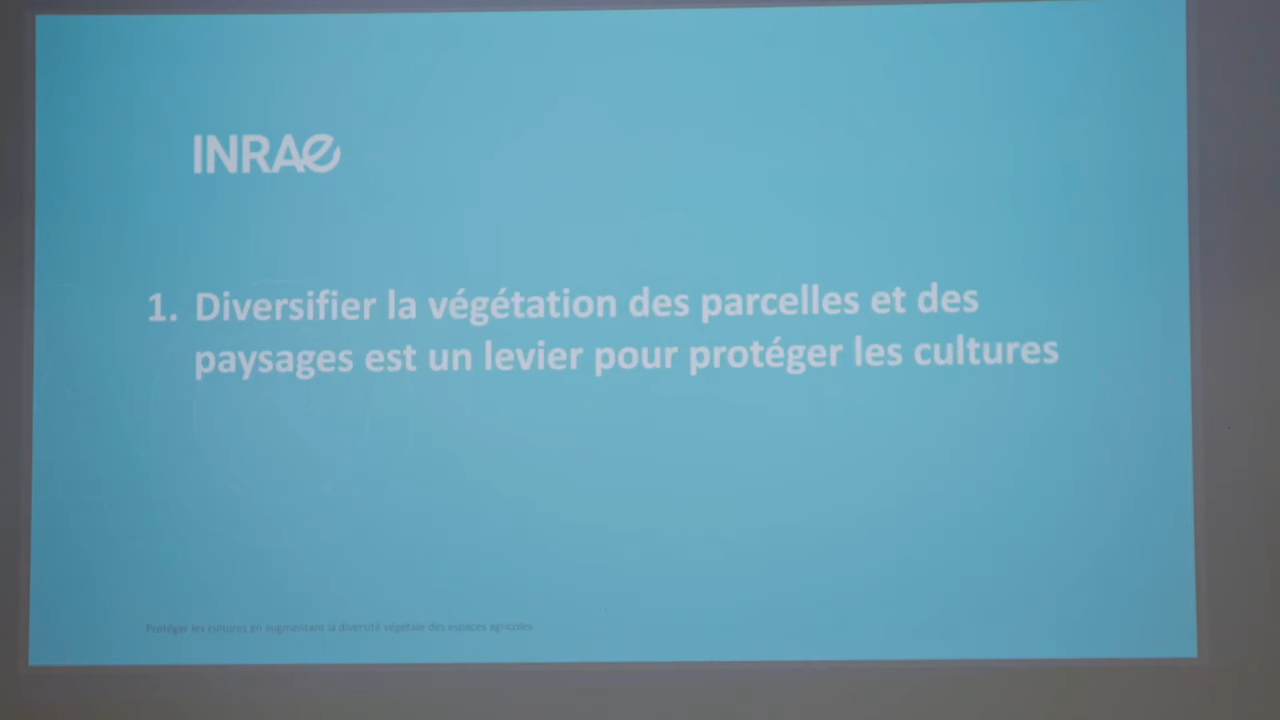 INRAE
1. Diversifier la végétation des parcelles et des
paysages est un levier pour protéger les cultures
Protéger les cultures en augmentant la diversité végétale des espaces agricoles